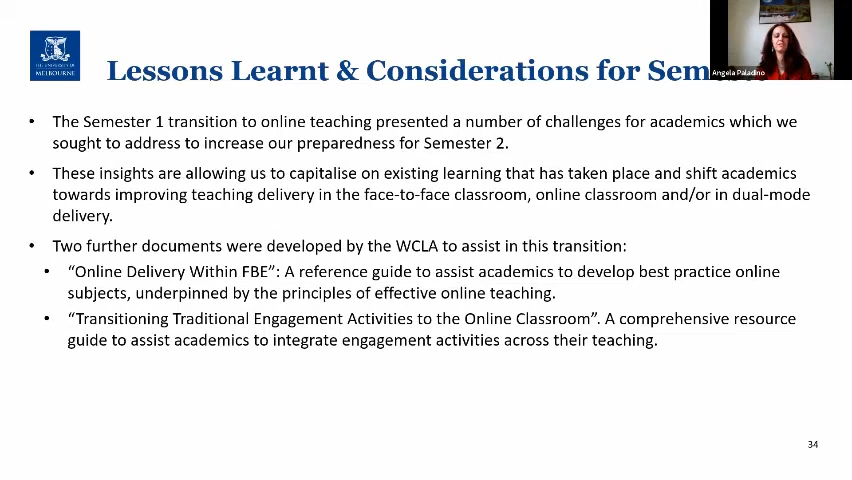 THE UNIVERSITY OF
MELBOURNE
Lessons Learnt & Considerations for Sem
Angela Paladino
• The Semester 1 transition to online teaching presented a number of challenges for academics which we
sought to address to increase our preparedness for Semester 2.
• These insights are allowing us to capitalise on existing learning that has taken place and shift academics
towards improving teaching delivery in the face-to-face classroom, online classroom and/or in dual-mode
delivery.
• Two further documents were developed by the WCLA to assist in this transition:
• “Online Delivery Within FBE”: A reference guide to assist academics to develop best practice online
subjects, underpinned by the principles of effective online teaching.
• “Transitioning Traditional Engagement Activities to the Online Classroom”. A comprehensive resource
guide to assist academics to integrate engagement activities across their teaching.
34